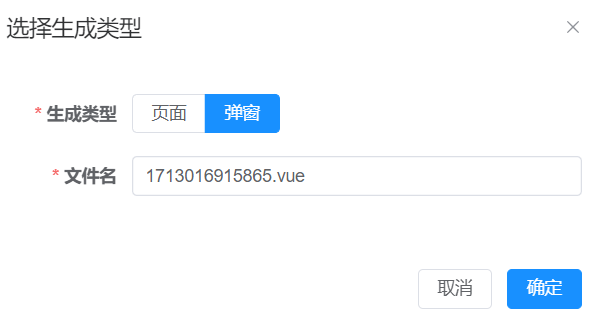 选择生成类型
* 生成类型 页面 弹窗
* 文件名 1713016915865.vue
取消 确定